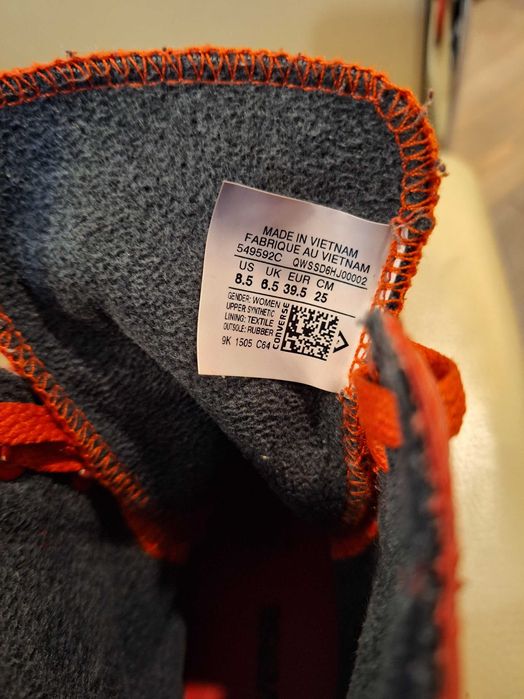 MADE IN VIETNAM
FABRIQUE AU VIETNAM
549592C QWSSD6HJ00002
US UK EUR CM
8.5 6.5 39.5 25
GENDER: WOMEN
UPPER: SYNTHETIC
LINING: TEXTILE
OUTSOLE: RUBBER
CONVERSE
9K 1505 C64